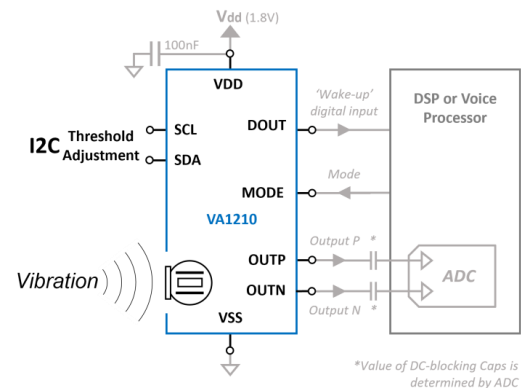 Vdd (1.8V)
100nF
VDD
'Wake-up'
digital input
DSP or Voice
Processor
I2C
Threshold
Adjustment
SCL
SDA
DOUT
MODE
Mode
VA1210
Vibration
OUTP
Output P *
OUTN
Output N *
ADC
VSS
*Value of DC-blocking Caps is
determined by ADC